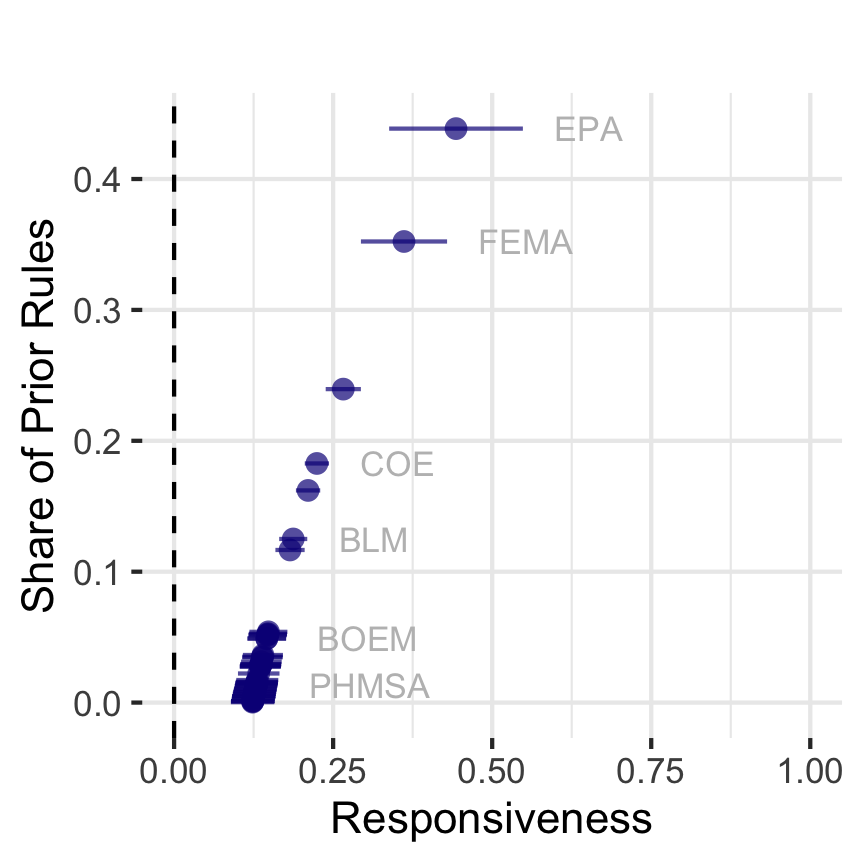 EPA
0.4
FEMA
0.3
0.2
COE
BLM
0.1
BOEM
PHMSA
0.0
Share of Prior Rules
0.00 0.25 0.50 0.75 1.00
Responsiveness